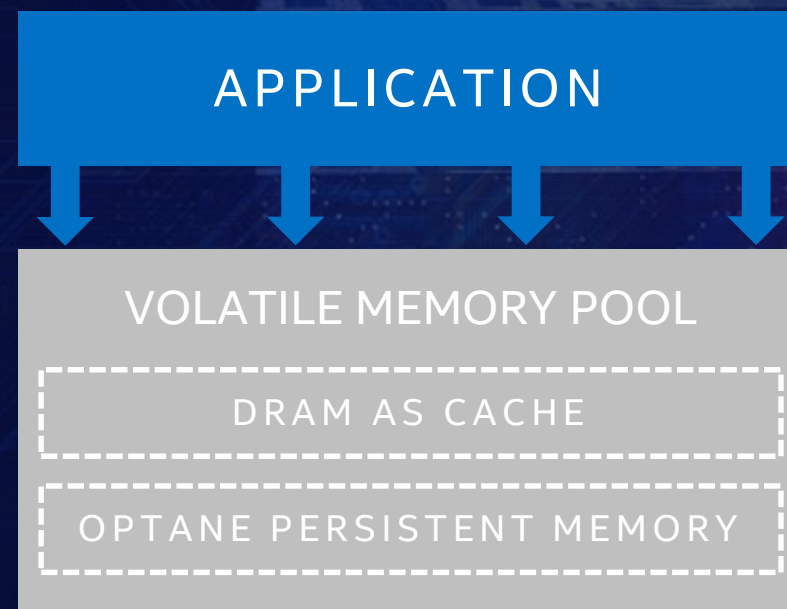 APPLICATION
VOLATILE MEMORY POOL
DRAM AS CACHE
OPTANE PERSISTENT MEMORY